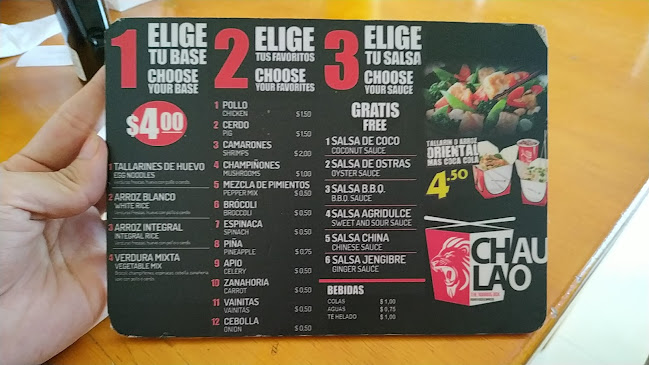 1 ELIGE
TU BASE
CHOOSE
YOUR BASE
$4.00
1 TALLARINES DE HUEVO
EGG NOODLES
2 ARROZ BLANCO
WHITE RICE
3 ARROZ INTEGRAL
INTEGRAL RICE
4 VERDURA MIXTA
VEGETABLE MIX
2 ELIGE
TUS FAVORITOS
CHOOSE
YOUR FAVORITES
1 POLLO
CHICKEN $1,50
2 CERDO
PIG $1,50
3 CAMARONES
SHRIMPS $2,00
4 CHAMPIÑONES
MUSHROOMS $1,00
5 MEZCLA DE PIMIENTOS
PEPPER MIX $0,50
6 BRÓCOLI
BROCCOLI $0,50
7 ESPINACA
SPINACH $0,50
8 PIÑA
PINEAPPLE $0,75
9 APIO
CELERY $0,50
10 ZANAHORIA
CARROT $0,50
11 VAINITAS
VAINITAS $0,50
12 CEBOLLA
ONION $0,50
3 ELIGE
TU SALSA
CHOOSE
YOUR SAUCE
GRATIS
FREE
1 SALSA DE COCO
COCONUT SAUCE
2 SALSA DE OSTRAS
OYSTER SAUCE
3 SALSA B.B.Q.
B.B.Q. SAUCE
4 SALSA AGRIDULCE
SWEET AND SOUR SAUCE
5 SALSA CHINA
CHINESE SAUCE
6 SALSA JENGIBRE
GINGER SAUCE
BEBIDAS
COLAS $ 1,00
AGUAS $ 0,75
TE HELADO $ 1,00
TALLARIN O ARROZ
ORIENTAL
MAS COCA COLA
4.50
CHAU
LAO